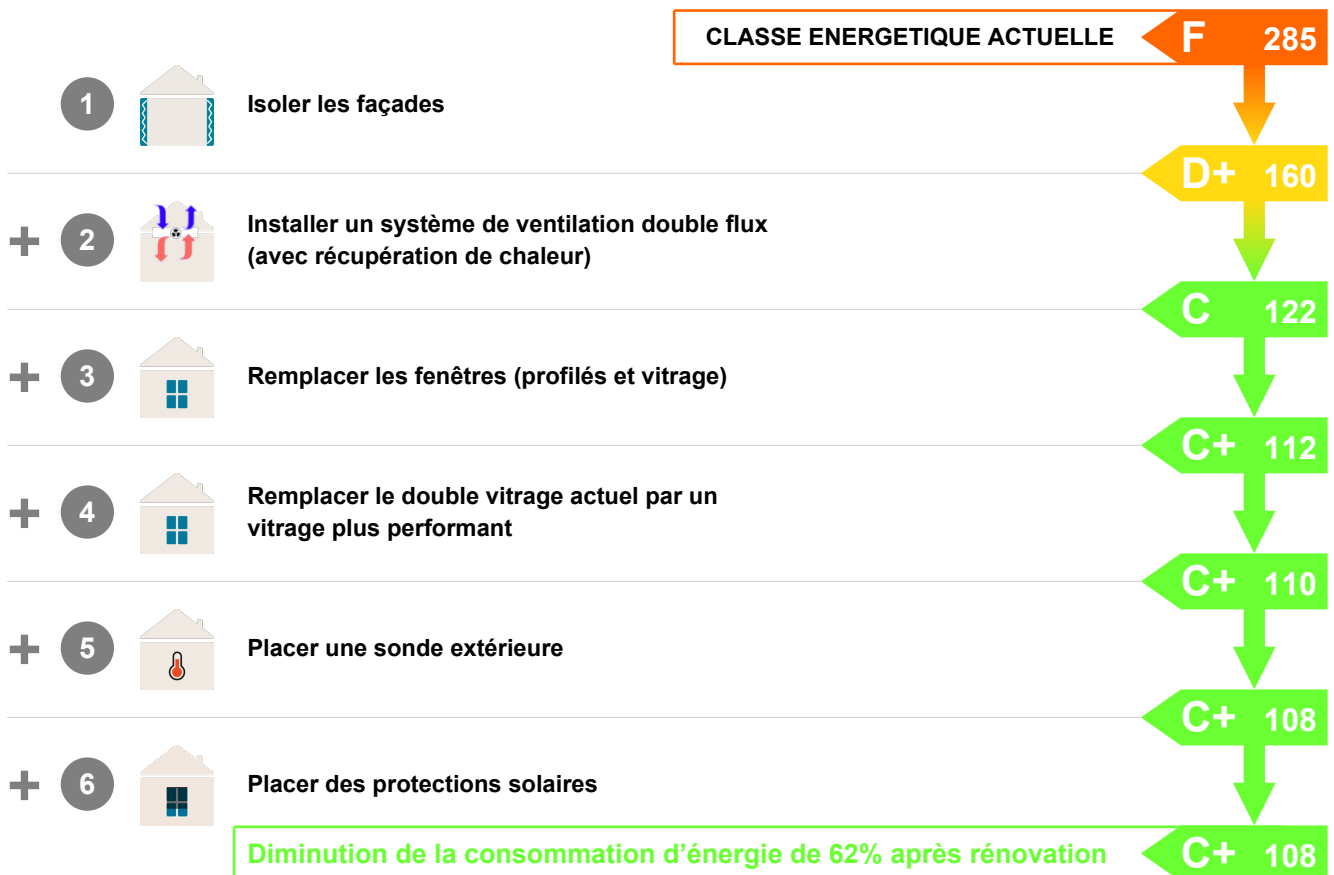 CLASSE ENERGETIQUE ACTUELLE F 285
1 Isoler les façades
D+ 160
+ 2 Installer un système de ventilation double flux
(avec récupération de chaleur)
C 122
+ 3 Remplacer les fenêtres (profilés et vitrage)
C+ 112
+ 4 Remplacer le double vitrage actuel par un
vitrage plus performant
C+ 110
+ 5 Placer une sonde extérieure
C+ 108
+ 6 Placer des protections solaires
Diminution de la consommation d’énergie de 62% après rénovation C+ 108